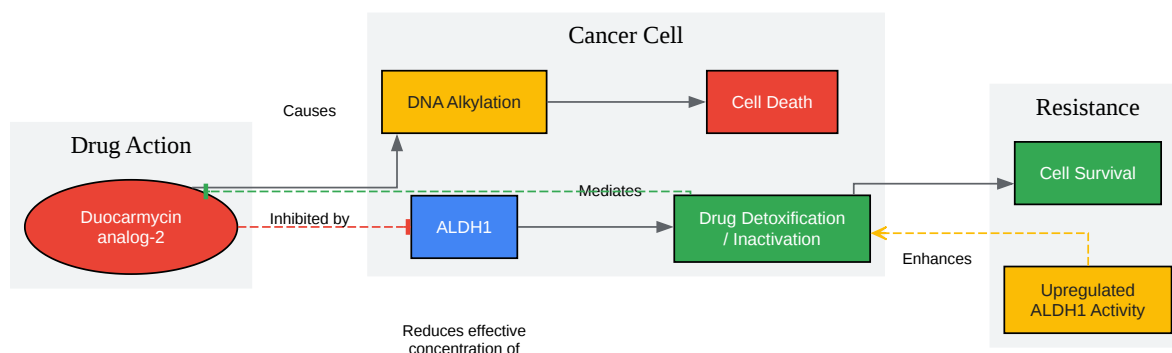 Cancer Cell
DNA Alkylation
Cell Death
Causes
Resistance
Drug Action
Cell Survival
Mediates
Duocarmycin
analog-2
Inhibited by
ALDH1
Drug Detoxification
/ Inactivation
Enhances
Upregulated
ALDH1 Activity
Reduces effective
concentration of